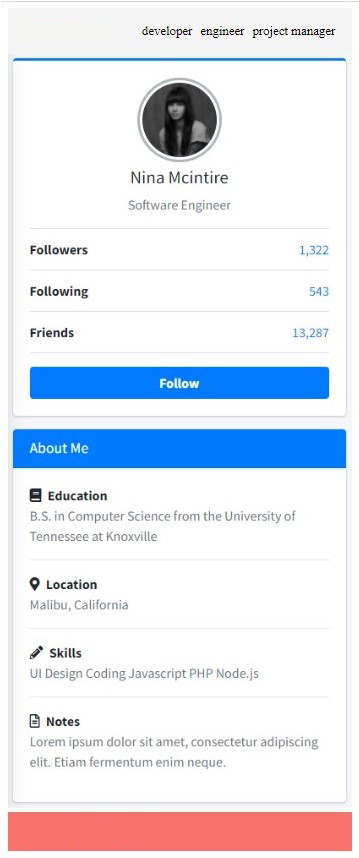 developer engineer project manager
Nina Mcintire
Software Engineer
Followers 1,322
Following 543
Friends 13,287
Follow
About Me
Education
B.S. in Computer Science from the University of
Tennessee at Knoxville
Location
Malibu, California
Skills
UI Design Coding Javascript PHP Node.js
Notes
Lorem ipsum dolor sit amet, consectetur adipiscing
elit. Etiam fermentum enim neque.